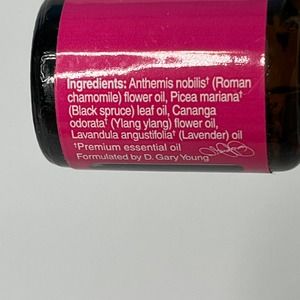 Ingredients: Anthemis nobilis† (Roman
chamomile) flower oil, Picea mariana†
(Black spruce) leaf oil, Cananga
odorata† (Ylang ylang) flower oil,
Lavandula angustifolia† (Lavender) oil
†Premium essential oil
Formulated by D. Gary Young